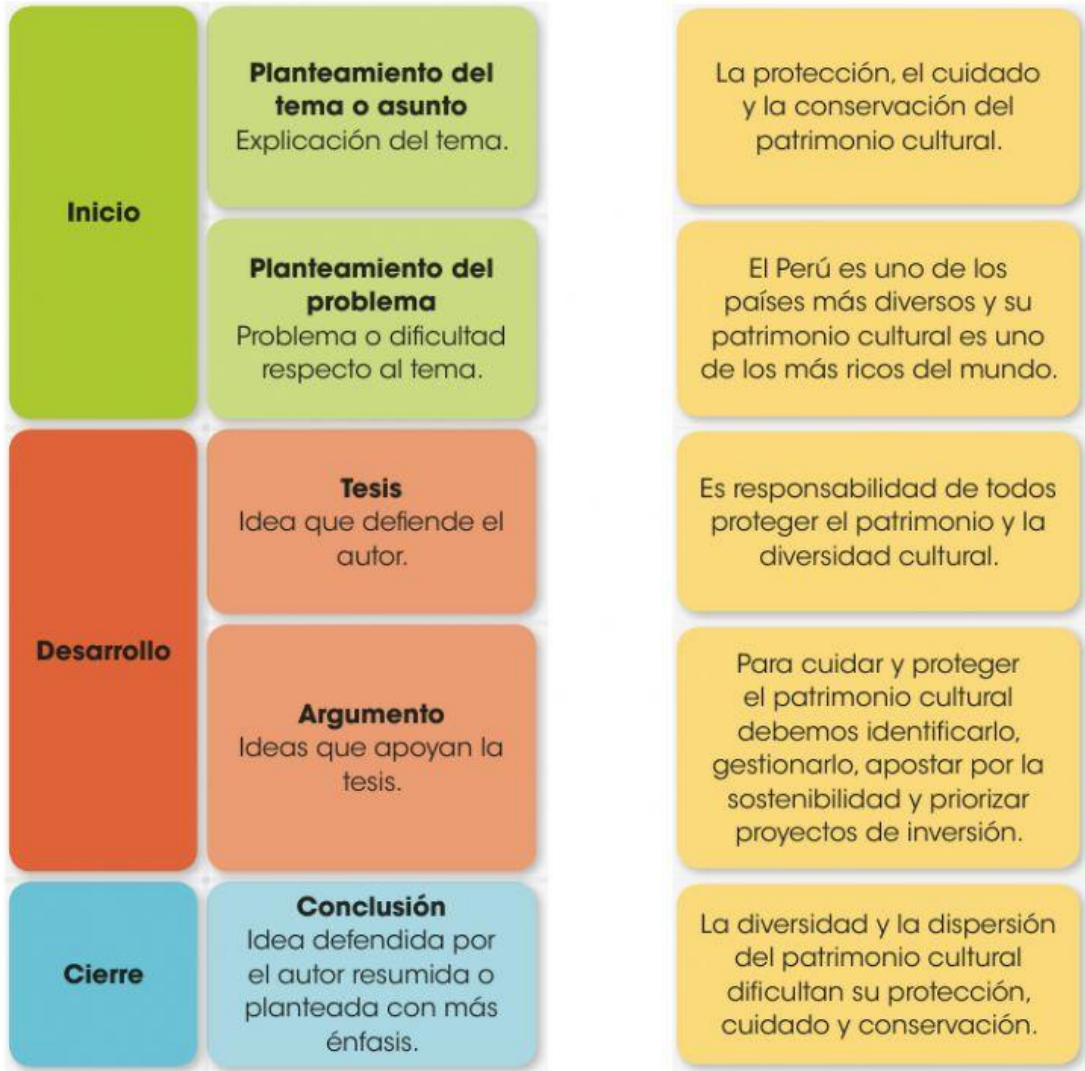 Inicio
Planteamiento del
tema o asunto
Explicación del tema.
La protección, el cuidado
y la conservación del
patrimonio cultural.
Planteamiento del
problema
Problema o dificultad
respecto al tema.
El Perú es uno de los
países más diversos y su
patrimonio cultural es uno
de los más ricos del mundo.
Desarrollo
Tesis
Idea que defiende el
autor.
Es responsabilidad de todos
proteger el patrimonio y la
diversidad cultural.
Argumento
Ideas que apoyan la
tesis.
Para cuidar y proteger
el patrimonio cultural
debemos identificarlo,
gestionarlo, apostar por la
sostenibilidad y priorizar
proyectos de inversión.
Cierre
Conclusión
Idea defendida por
el autor resumida o
planteada con más
énfasis.
La diversidad y la dispersión
del patrimonio cultural
dificultan su protección,
cuidado y conservación.